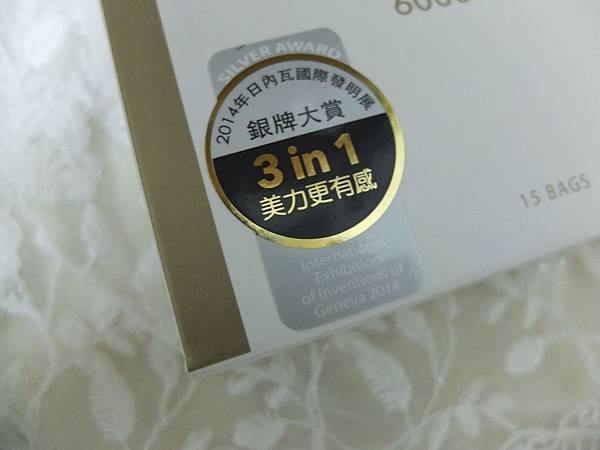 SILVER AWARD
2014年日內瓦國際發明展
銀牌大賞
3 in 1
美力更有感
International
Exhibition
of Inventions of
Geneva 2014
15 BAGS